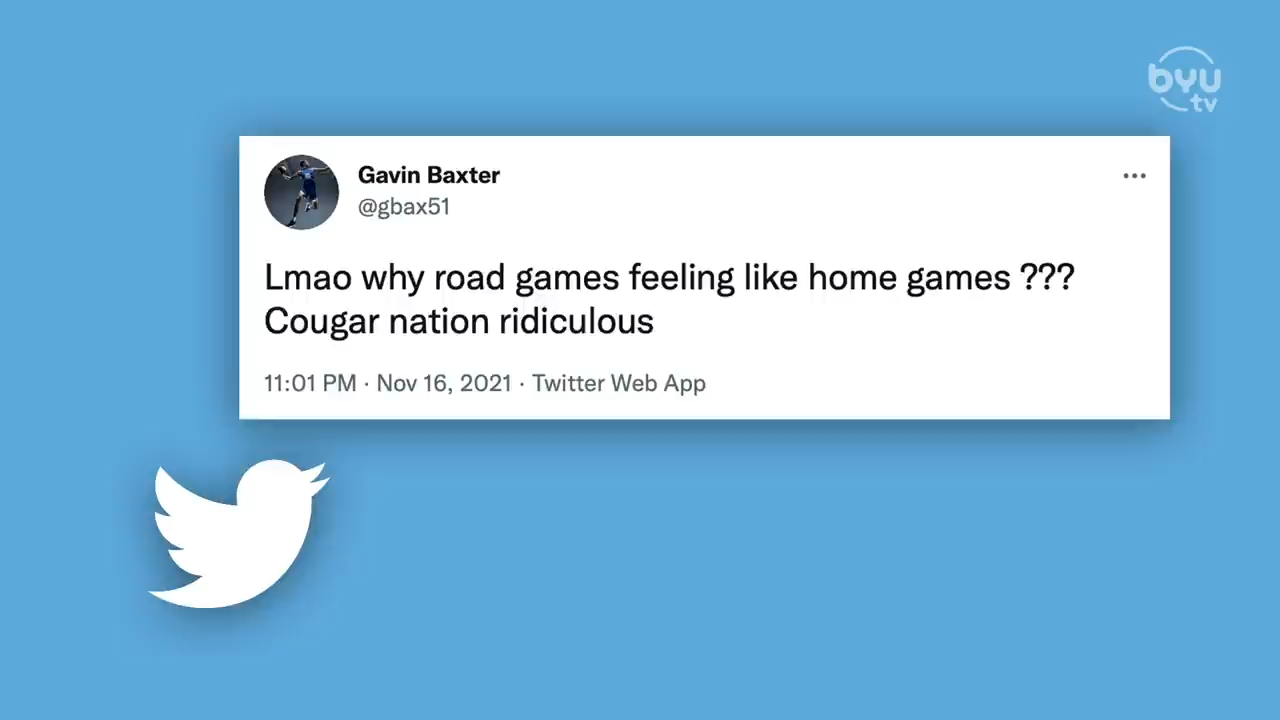 byu
tv
Gavin Baxter
@gbax51
Lmao why road games feeling like home games ???
Cougar nation ridiculous
11:01 PM · Nov 16, 2021 · Twitter Web App